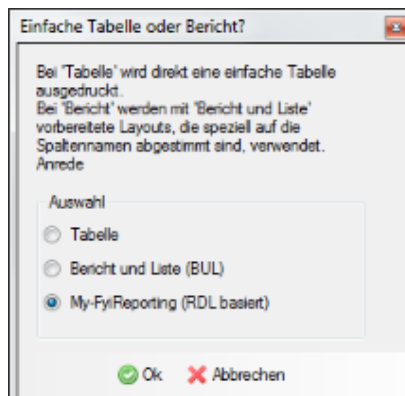 Einfache Tabelle oder Bericht?
Bei 'Tabelle' wird direkt eine einfache Tabelle
ausgedruckt.
Bei 'Bericht' werden mit 'Bericht und Liste'
vorbereitete Layouts, die speziell auf die
Spaltennamen abgestimmt sind, verwendet.
Anrede
Auswahl
Tabelle
Bericht und Liste (BUL)
My-FyiReporting (RDL basiert)
Ok Abbrechen